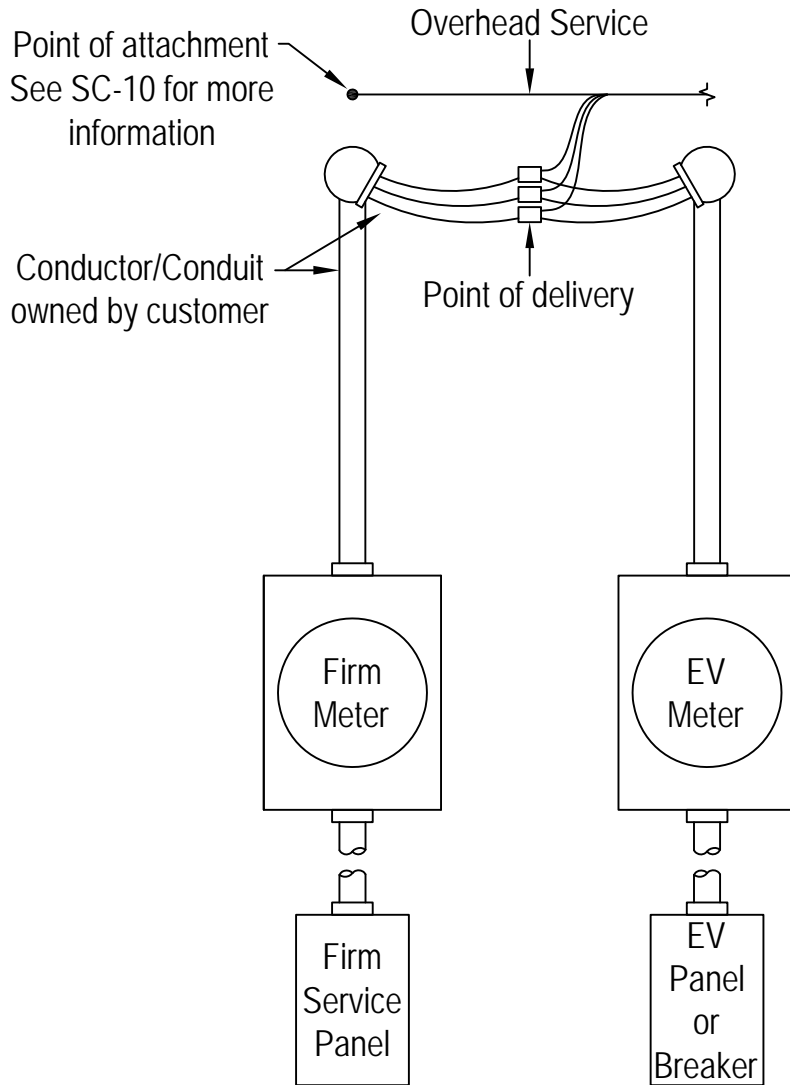 Point of attachment
See SC-10 for more
information
Overhead Service
Conductor/Conduit
owned by customer
Point of delivery
Firm
Meter
EV
Meter
Firm
Service
Panel
EV
Panel
or
Breaker